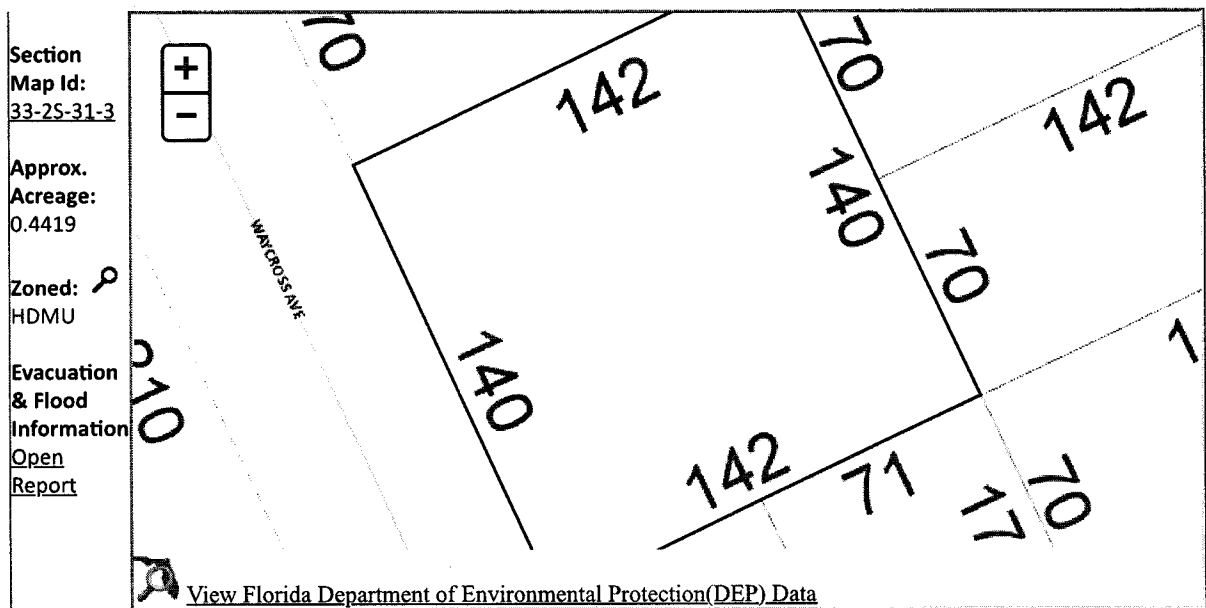 Section
Map Id:
33-2S-31-3
Approx.
Acreage:
0.4419
Zoned:
HDMU
Evacuation
& Flood
Information
Open
Report
+
−
70
142
70
142
140
70
WAYCROSS AVE
140
10
142
71
17
70
1
View Florida Department of Environmental Protection(DEP) Data